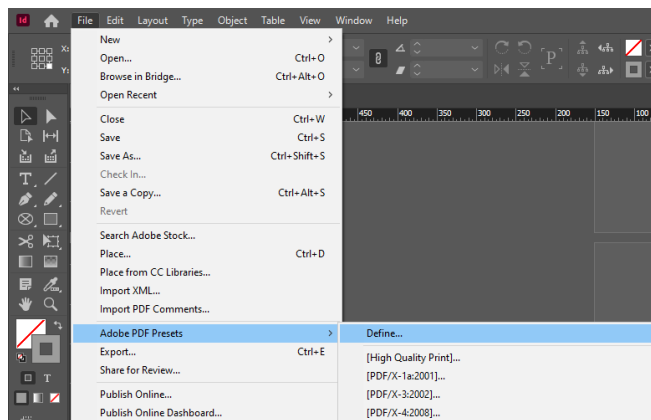 Id File Edit Layout Type Object Table View Window Help
X:
Y:
New
Open... Ctrl+O
Browse in Bridge... Ctrl+Alt+O
Open Recent
Close Ctrl+W
Save Ctrl+S
Save As... Ctrl+Shift+S
Check In...
Save a Copy... Ctrl+Alt+S
Revert
Search Adobe Stock...
Place... Ctrl+D
Place from CC Libraries...
Import XML...
Import PDF Comments...
Adobe PDF Presets
Export... Ctrl+E
Share for Review...
Publish Online...
Publish Online Dashboard...
450 400 350 300 250 200 150 100
Define...
[High Quality Print]...
[PDF/X-1a:2001]...
[PDF/X-3:2002]...
[PDF/X-4:2008]...
T
P
T